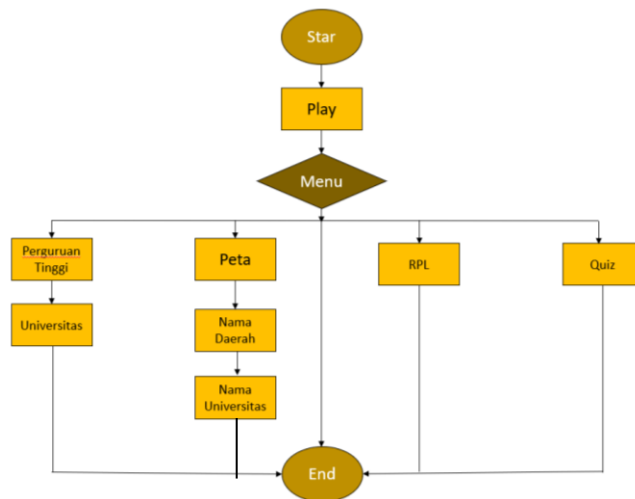 Star
Play
Menu
Perguruan
Tinggi
Peta
RPL
Quiz
Universitas
Nama
Daerah
Nama
Universitas
End